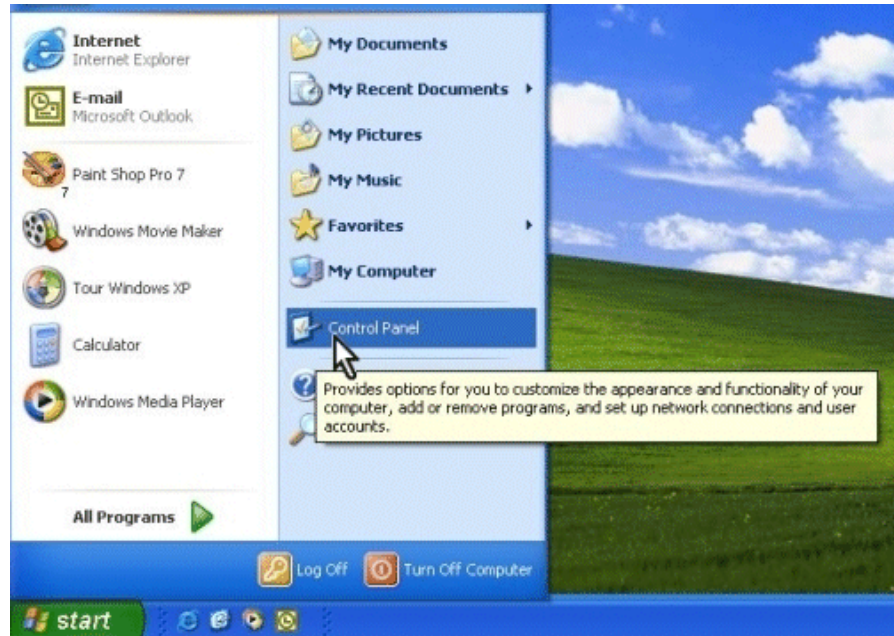 Internet
Internet Explorer
E-mail
Microsoft Outlook
Paint Shop Pro 7
7
Windows Movie Maker
Tour Windows XP
Calculator
Windows Media Player
All Programs
My Documents
My Recent Documents
My Pictures
My Music
Favorites
My Computer
Control Panel
Provides options for you to customize the appearance and functionality of your
computer, add or remove programs, and set up network connections and user
accounts.
Log Off
Turn Off Computer
start